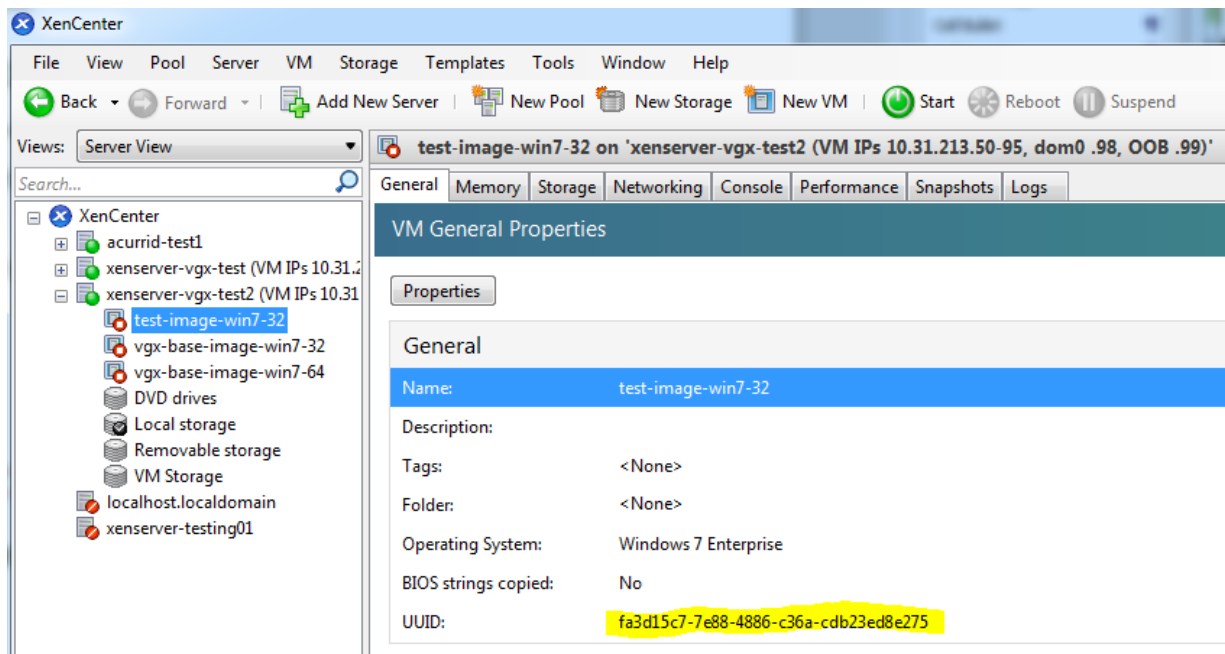 XenCenter
File View Pool Server VM Storage Templates Tools Window Help
Back Forward Add New Server New Pool New Storage New VM Start Reboot Suspend
Views: Server View
test-image-win7-32 on 'xenserver-vgx-test2 (VM IPs 10.31.213.50-95, dom0 .98, OOB .99)'
Search...
General Memory Storage Networking Console Performance Snapshots Logs
XenCenter
acurrid-test1
xenserver-vgx-test (VM IPs 10.31.2
xenserver-vgx-test2 (VM IPs 10.31
test-image-win7-32
vgx-base-image-win7-32
vgx-base-image-win7-64
DVD drives
Local storage
Removable storage
VM Storage
localhost.localdomain
xenserver-testing01
VM General Properties
Properties
General
Name: test-image-win7-32
Description:
Tags: <None>
Folder: <None>
Operating System: Windows 7 Enterprise
BIOS strings copied: No
UUID: fa3d15c7-7e88-4886-c36a-cdb23ed8e275